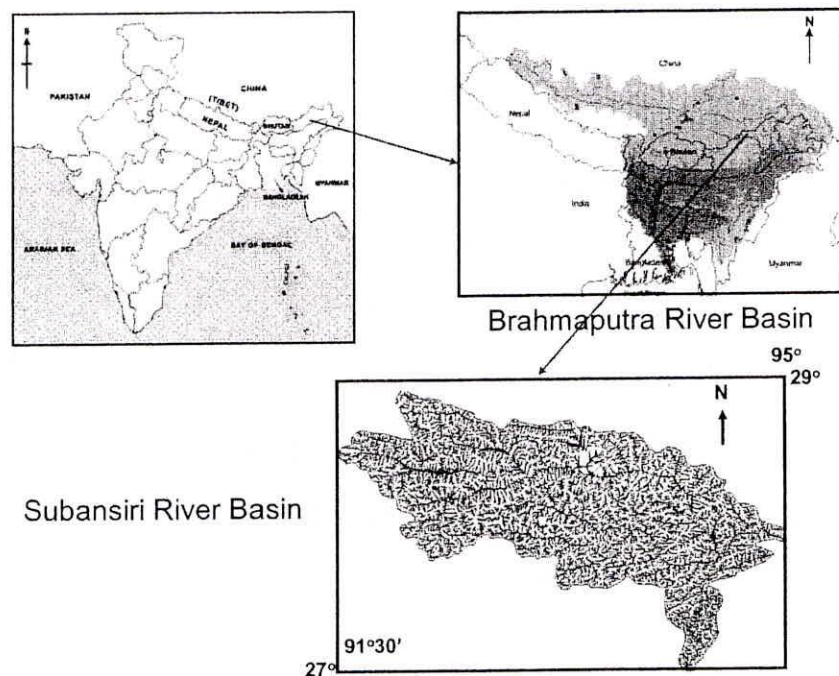 N
CHINA
PAKISTAN
(TIBET)
NEPAL
BHUTAN
MYANMAR
BANGLADESH
ARABIAN SEA
BAY OF BENGAL
N
China
Nepal
Bhutan
India
Bangladesh
Myanmar
Brahmaputra River Basin
95°
29°
N
Subansiri River Basin
91°30'
27°